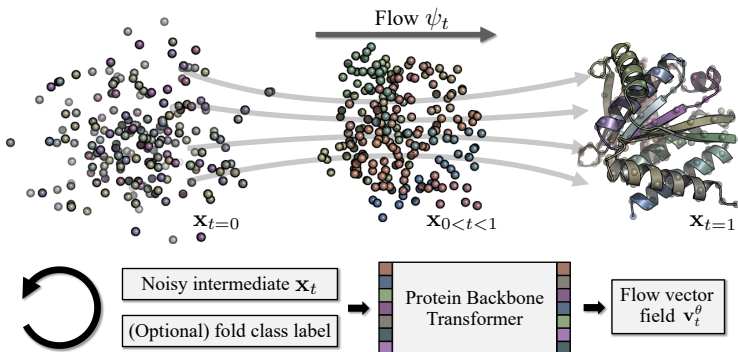 Flow ψ_t
x_{t=0}
x_{0<t<1}
x_{t=1}
Noisy intermediate x_t
(Optional) fold class label
Protein Backbone
Transformer
Flow vector
field v_t^θ